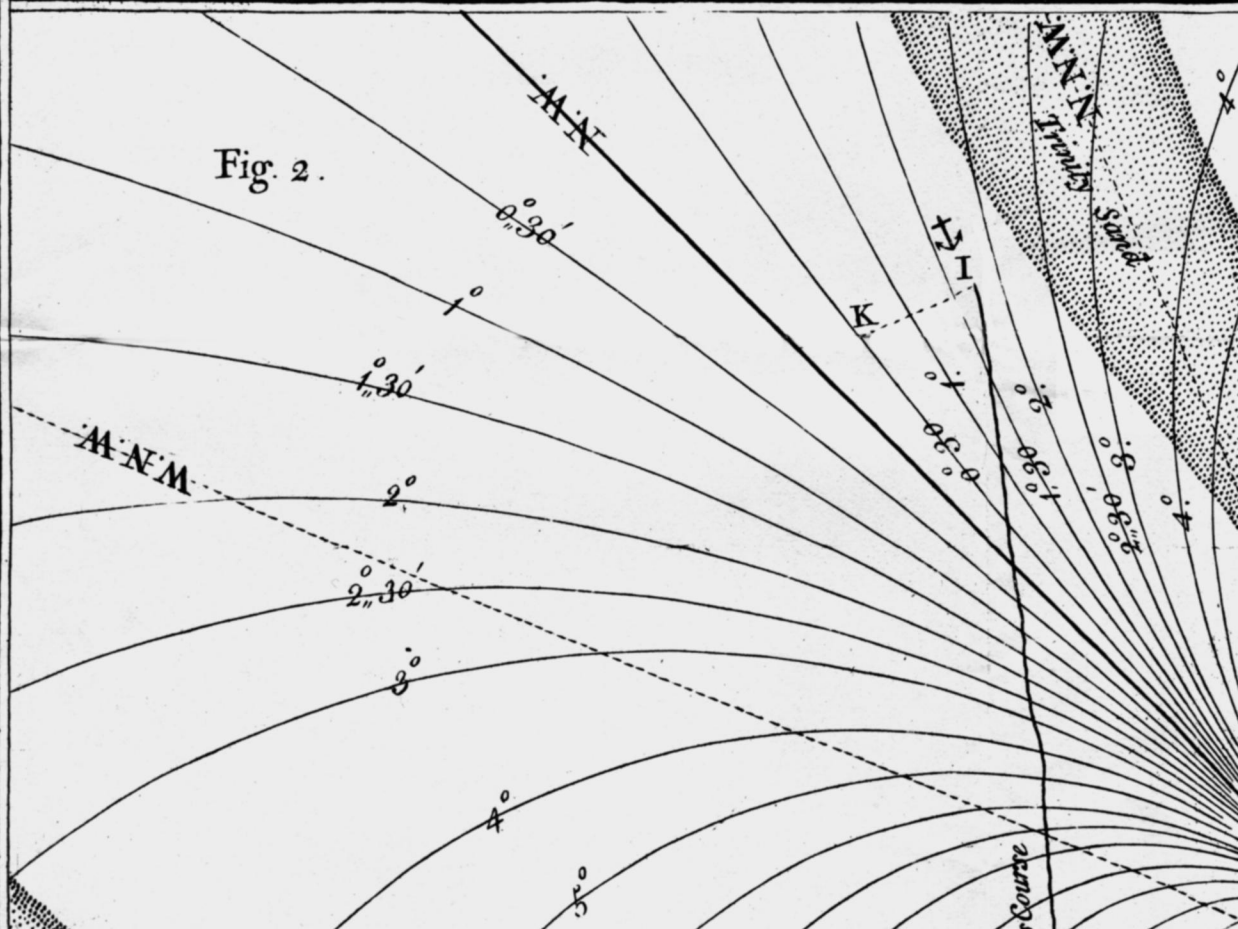 N.N.W.
4°
N.W.
Trinity Sand
Fig. 2.
0°,,30′
I
1°
K
1°,,30′
1°
2°
0°30
1°,30
3°
W.N.W.
2°
2°,,30′
4°
2°,,30′
3°
4°
Course
5°